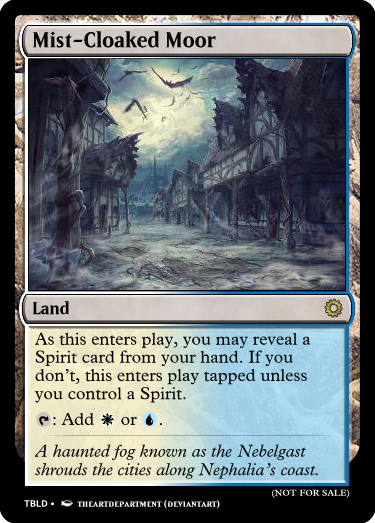 Mist-Cloaked Moor
Land
As this enters play, you may reveal a
Spirit card from your hand. If you
don't, this enters play tapped unless
you control a Spirit.
: Add or .
A haunted fog known as the Nebelgast
shrouds the cities along Nephalia's coast.
(NOT FOR SALE)
TBLD • THEARTDEPARTMENT (DEVIANTART)